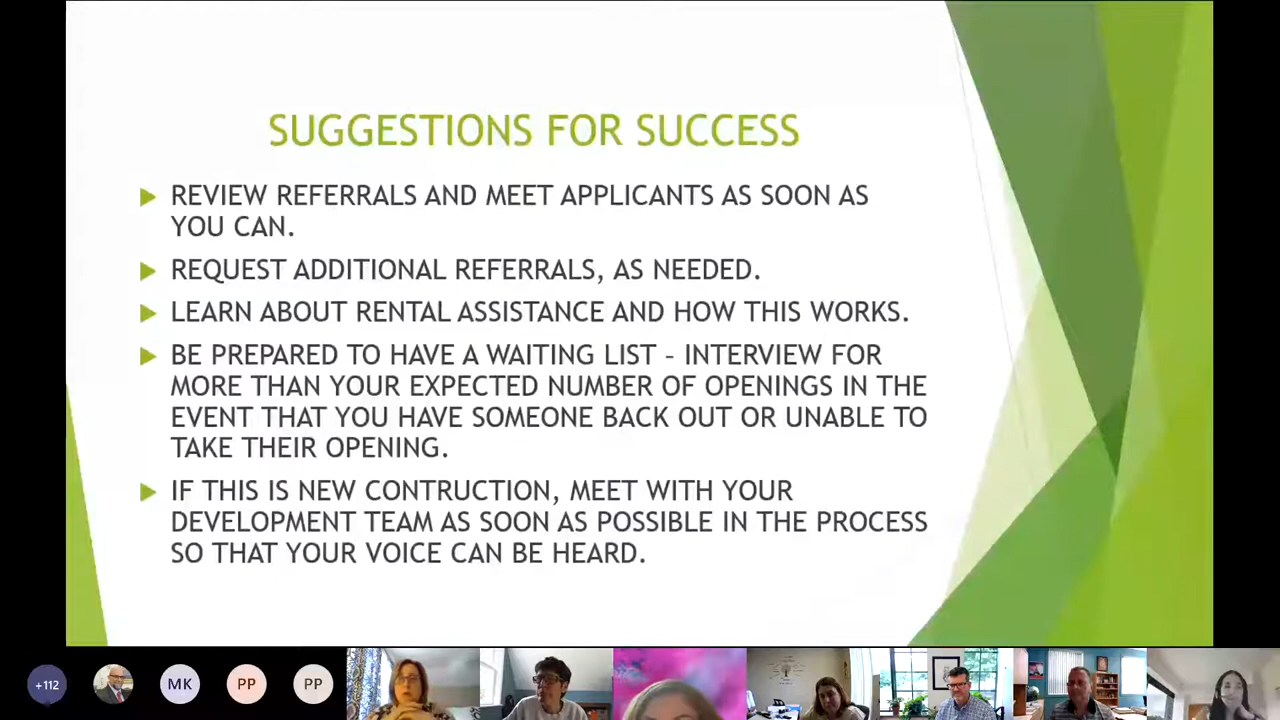 SUGGESTIONS FOR SUCCESS
REVIEW REFERRALS AND MEET APPLICANTS AS SOON AS
YOU CAN.
REQUEST ADDITIONAL REFERRALS, AS NEEDED.
LEARN ABOUT RENTAL ASSISTANCE AND HOW THIS WORKS.
BE PREPARED TO HAVE A WAITING LIST – INTERVIEW FOR
MORE THAN YOUR EXPECTED NUMBER OF OPENINGS IN THE
EVENT THAT YOU HAVE SOMEONE BACK OUT OR UNABLE TO
TAKE THEIR OPENING.
IF THIS IS NEW CONTRUCTION, MEET WITH YOUR
DEVELOPMENT TEAM AS SOON AS POSSIBLE IN THE PROCESS
SO THAT YOUR VOICE CAN BE HEARD.
+112 MK PP PP